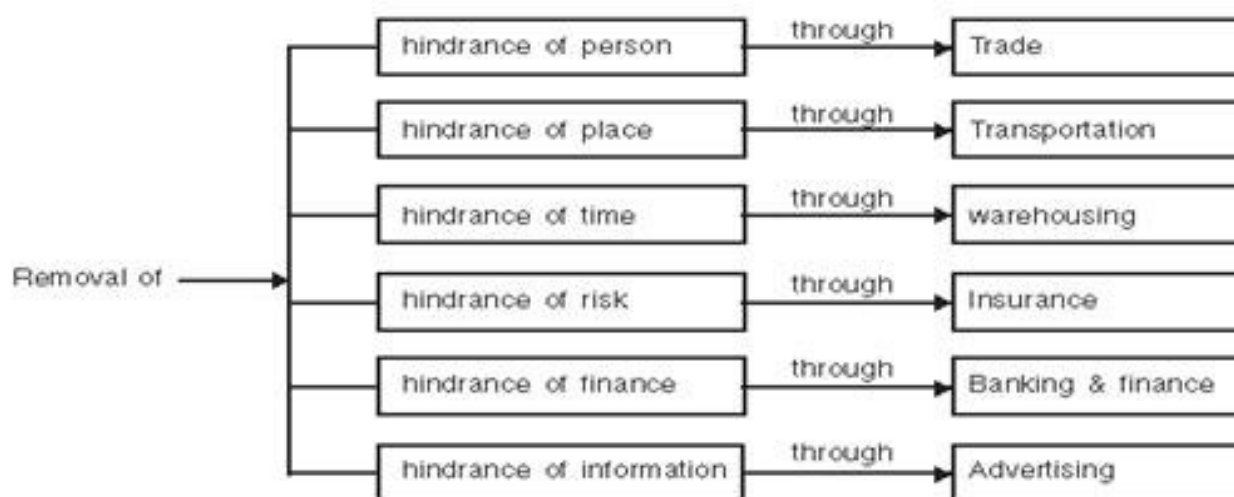 hindrance of person through Trade
hindrance of place through Transportation
hindrance of time through warehousing
Removal of
hindrance of risk through Insurance
hindrance of finance through Banking & finance
hindrance of information through Advertising